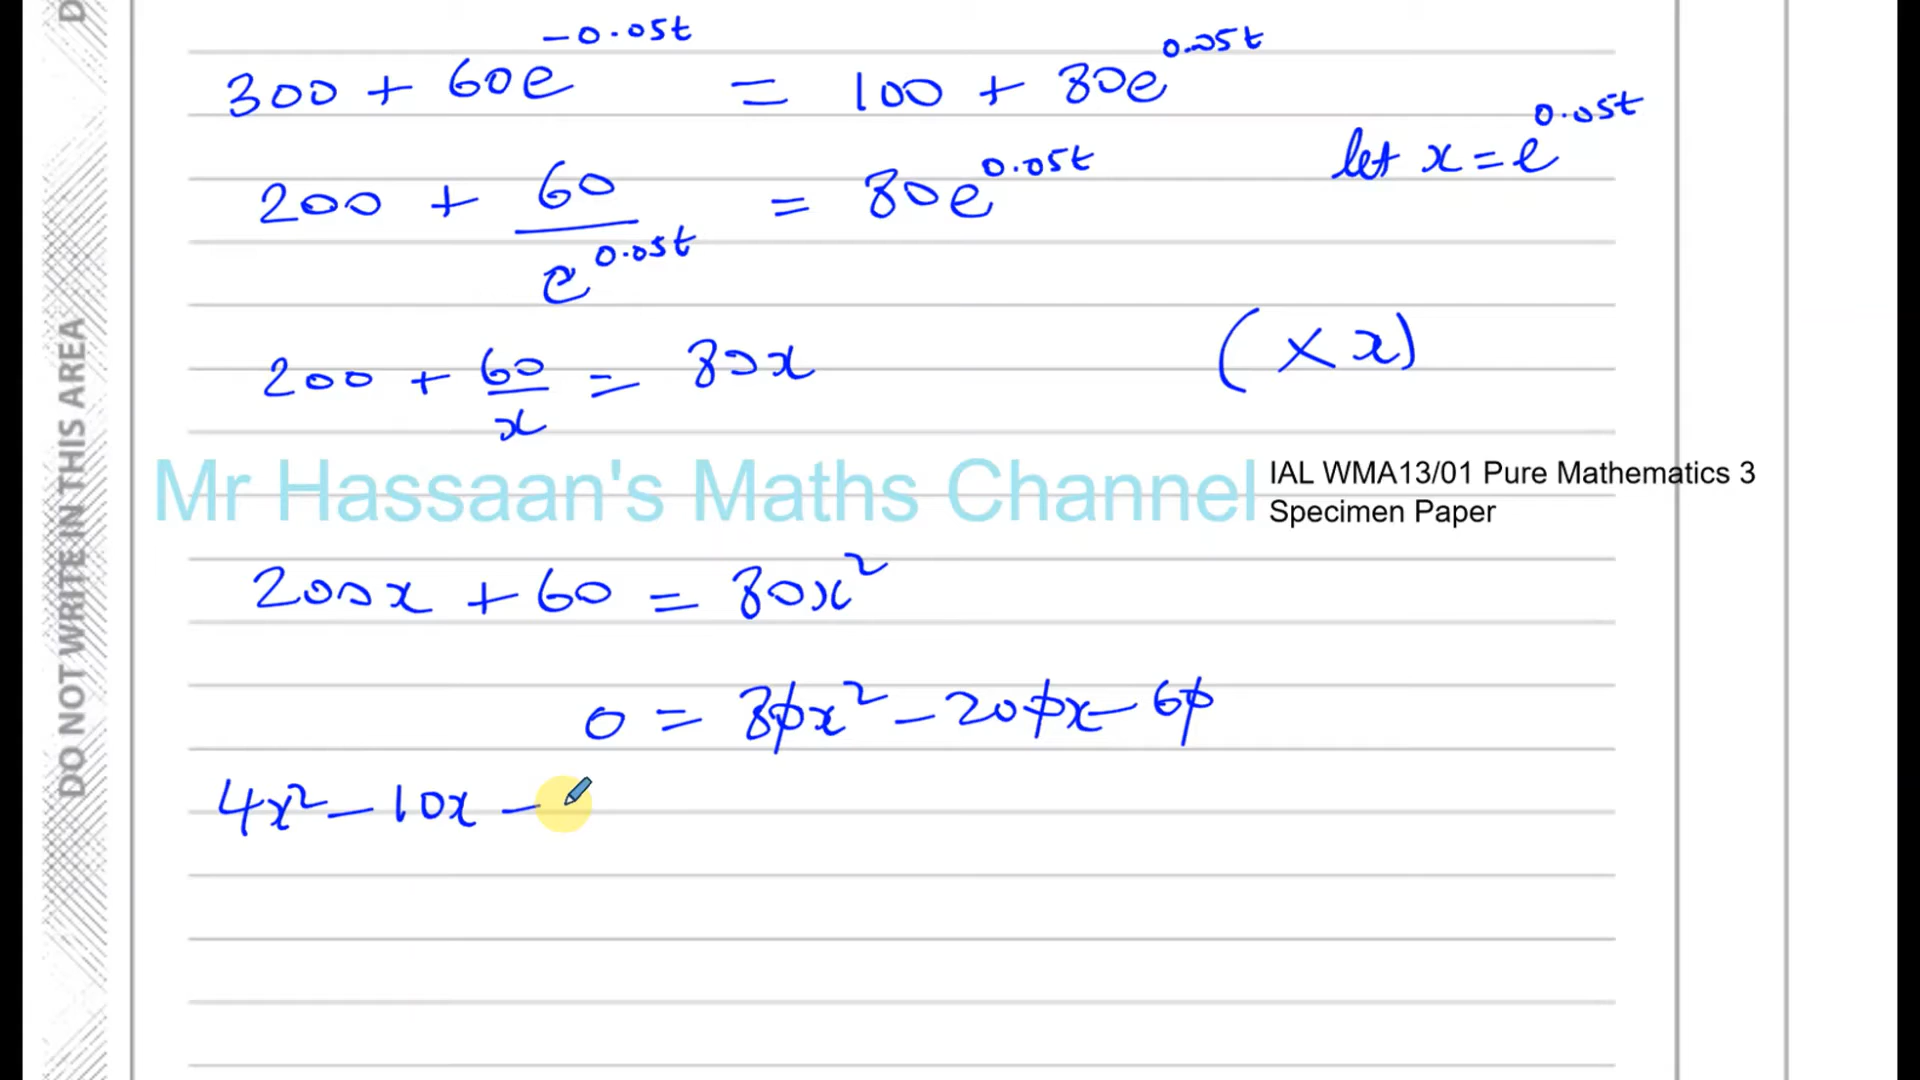 300 + 60e^{-0.05t} = 100 + 80e^{0.05t}
let x = e^{0.05t}
200 + 60/e^{0.05t} = 80e^{0.05t}
200 + 60/x = 80x (× x)
Mr Hassaan's Maths Channel
IAL WMA13/01 Pure Mathematics 3
Specimen Paper
200x + 60 = 80x²
0 = 80x² - 200x - 60
4x² - 10x -
DO NOT WRITE IN THIS AREA
D